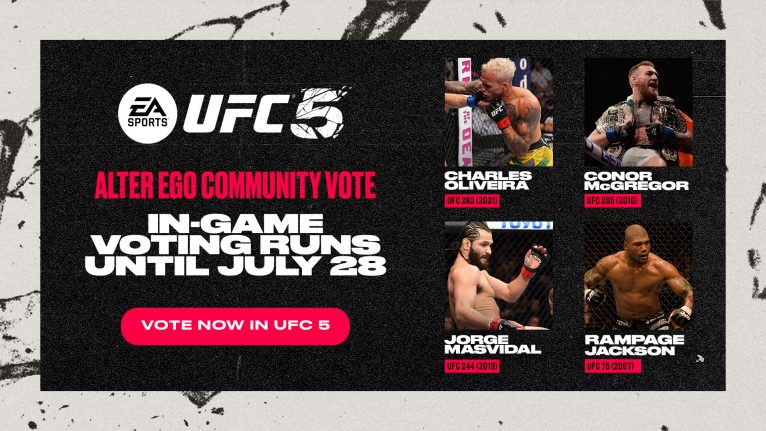 EA
SPORTS
UFC 5
ALTER EGO COMMUNITY VOTE
IN-GAME
VOTING RUNS
UNTIL JULY 28
VOTE NOW IN UFC 5
CHARLES
OLIVEIRA
UFC 262 (2021)
CONOR
McGREGOR
UFC 205 (2016)
TOYO
JORGE
MASVIDAL
UFC 244 (2019)
RAMPAGE
JACKSON
UFC 75 (2007)